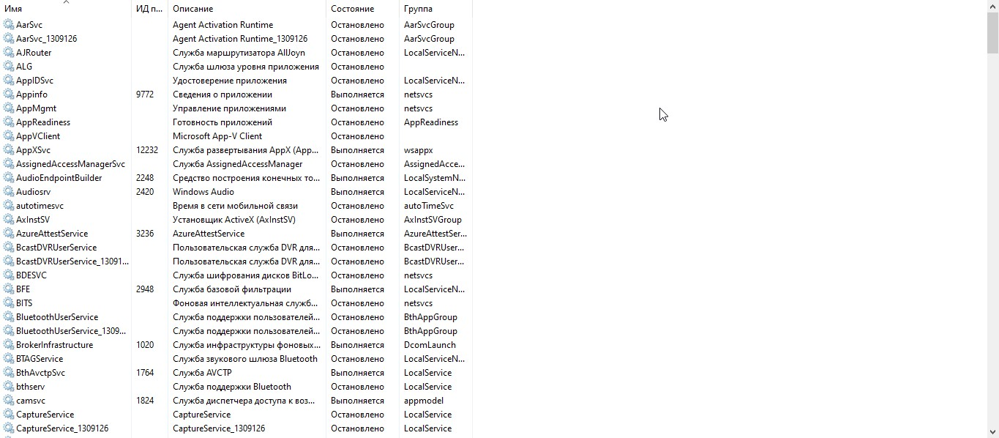 Имя ИД п... Описание Состояние Группа
AarSvc Agent Activation Runtime Остановлено AarSvcGroup
AarSvc_1309126 Agent Activation Runtime_1309126 Остановлено AarSvcGroup
AJRouter Служба маршрутизатора AllJoyn Остановлено LocalServiceN...
ALG Служба шлюза уровня приложения Остановлено
AppIDSvc Удостоверение приложения Остановлено LocalServiceN...
Appinfo 9772 Сведения о приложении Выполняется netsvcs
AppMgmt Управление приложениями Остановлено netsvcs
AppReadiness Готовность приложений Остановлено AppReadiness
AppVClient Microsoft App-V Client Остановлено
AppXSvc 12232 Служба развертывания AppX (App... Выполняется wsappx
AssignedAccessManagerSvc Служба AssignedAccessManager Остановлено AssignedAcce...
AudioEndpointBuilder 2248 Средство построения конечных то... Выполняется LocalSystemN...
Audiosrv 2420 Windows Audio Выполняется LocalServiceN...
autotimesvc Время в сети мобильной связи Остановлено autoTimeSvc
AxInstSV Установщик ActiveX (AxInstSV) Остановлено AxInstSVGroup
AzureAttestService 3236 AzureAttestService Выполняется AzureAttestSer...
BcastDVRUserService Пользовательская служба DVR для... Остановлено BcastDVRUser...
BcastDVRUserService_13091... Пользовательская служба DVR для... Остановлено BcastDVRUser...
BDESVC Служба шифрования дисков BitLo... Остановлено netsvcs
BFE 2948 Служба базовой фильтрации Выполняется LocalServiceN...
BITS Фоновая интеллектуальная служб... Остановлено netsvcs
BluetoothUserService Служба поддержки пользователей... Остановлено BthAppGroup
BluetoothUserService_1309... Служба поддержки пользователей... Остановлено BthAppGroup
BrokerInfrastructure 1020 Служба инфраструктуры фоновых... Выполняется DcomLaunch
BTAGService Служба звукового шлюза Bluetooth Остановлено LocalServiceN...
BthAvctpSvc 1764 Служба AVCTP Выполняется LocalService
bthserv Служба поддержки Bluetooth Остановлено LocalService
camsvc 1824 Служба диспетчера доступа к воз... Выполняется appmodel
CaptureService CaptureService Остановлено LocalService
CaptureService_1309126 CaptureService_1309126 Остановлено LocalService